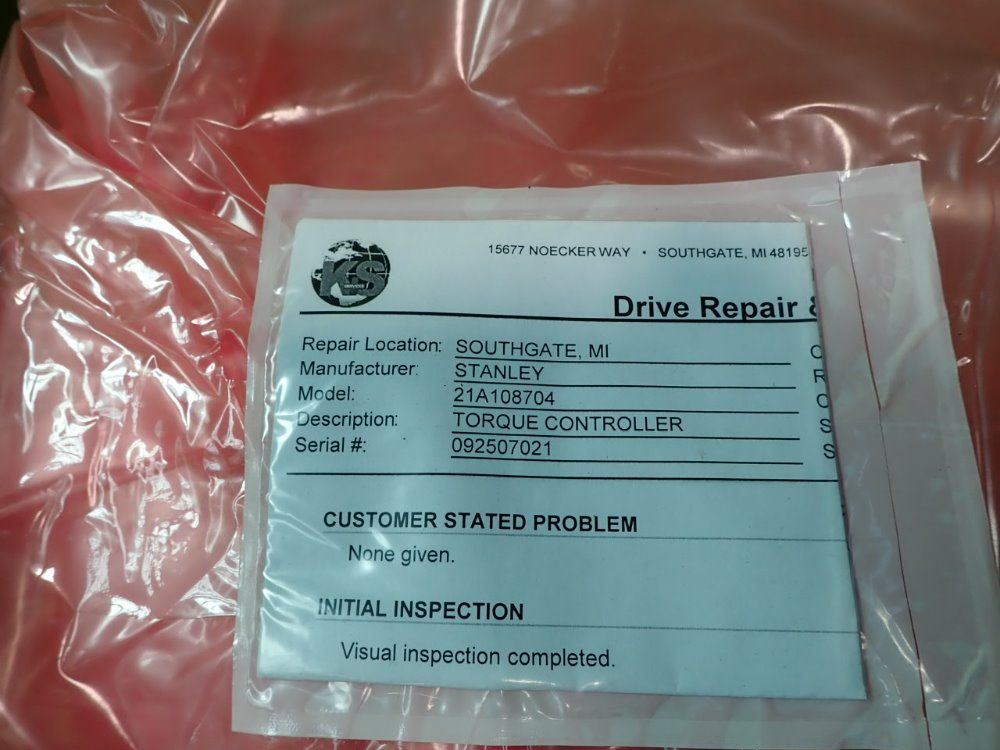 K+S
SERVICES
15677 NOECKER WAY • SOUTHGATE, MI 48195
Drive Repair &
Repair Location: SOUTHGATE, MI
Manufacturer: STANLEY
Model: 21A108704
Description: TORQUE CONTROLLER
Serial #: 092507021
CUSTOMER STATED PROBLEM
None given.
INITIAL INSPECTION
Visual inspection completed.